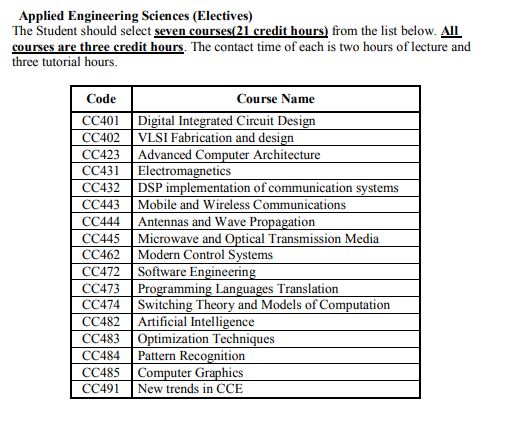 Applied Engineering Sciences (Electives)
The Student should select seven courses(21 credit hours) from the list below. All
courses are three credit hours. The contact time of each is two hours of lecture and
three tutorial hours.
Code Course Name
CC401 Digital Integrated Circuit Design
CC402 VLSI Fabrication and design
CC423 Advanced Computer Architecture
CC431 Electromagnetics
CC432 DSP implementation of communication systems
CC443 Mobile and Wireless Communications
CC444 Antennas and Wave Propagation
CC445 Microwave and Optical Transmission Media
CC462 Modern Control Systems
CC472 Software Engineering
CC473 Programming Languages Translation
CC474 Switching Theory and Models of Computation
CC482 Artificial Intelligence
CC483 Optimization Techniques
CC484 Pattern Recognition
CC485 Computer Graphics
CC491 New trends in CCE